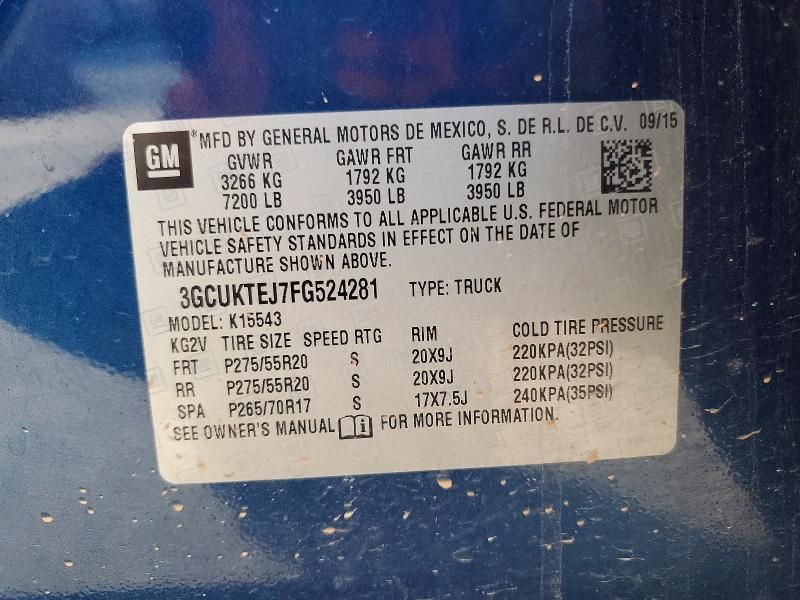 GM ® MFD BY GENERAL MOTORS DE MEXICO, S. DE R.L. DE C.V. 09/15
GVWR GAWR FRT GAWR RR
3266 KG 1792 KG 1792 KG
7200 LB 3950 LB 3950 LB
THIS VEHICLE CONFORMS TO ALL APPLICABLE U.S. FEDERAL MOTOR
VEHICLE SAFETY STANDARDS IN EFFECT ON THE DATE OF
MANUFACTURE SHOWN ABOVE.
3GCUKTEJ7FG524281 TYPE: TRUCK
MODEL: K15543
KG2V TIRE SIZE SPEED RTG RIM COLD TIRE PRESSURE
FRT P275/55R20 S 20X9J 220KPA(32PSI)
RR P275/55R20 S 20X9J 220KPA(32PSI)
SPA P265/70R17 S 17X7.5J 240KPA(35PSI)
SEE OWNER'S MANUAL FOR MORE INFORMATION.